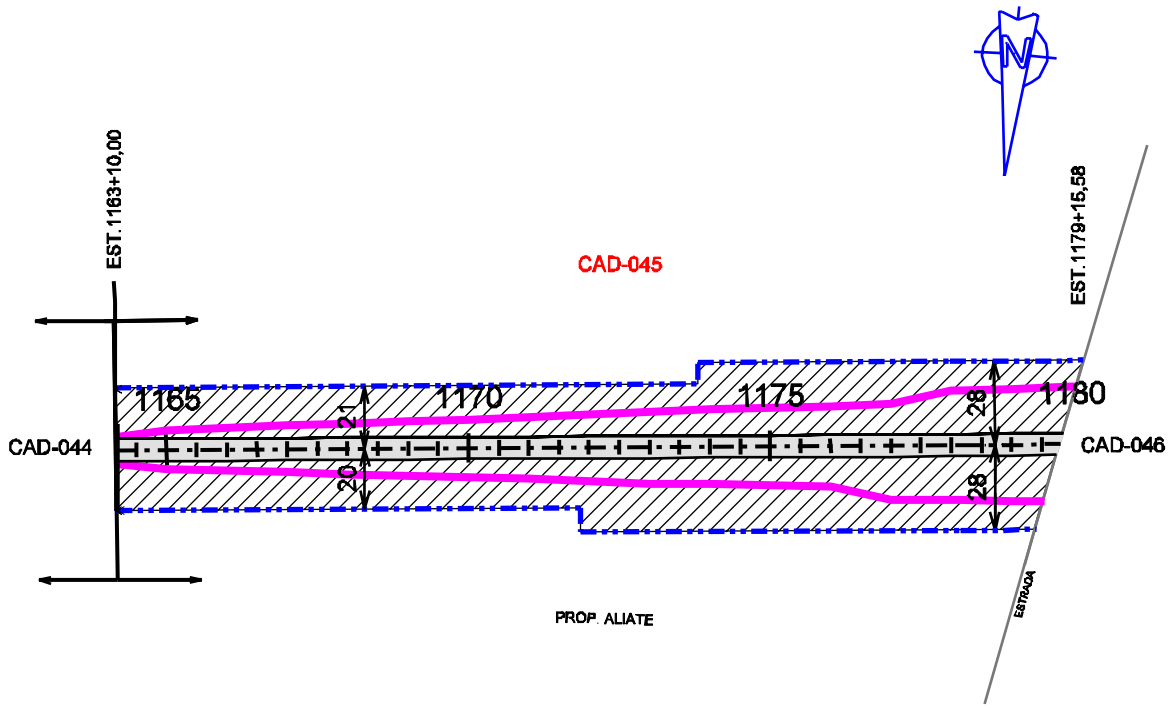 N
EST.1163+10,00
EST.1179+15,58
CAD-045
1165
1170
1175
1180
21
28
CAD-044
CAD-046
20
28
ESTRADA
PROP. ALIATE